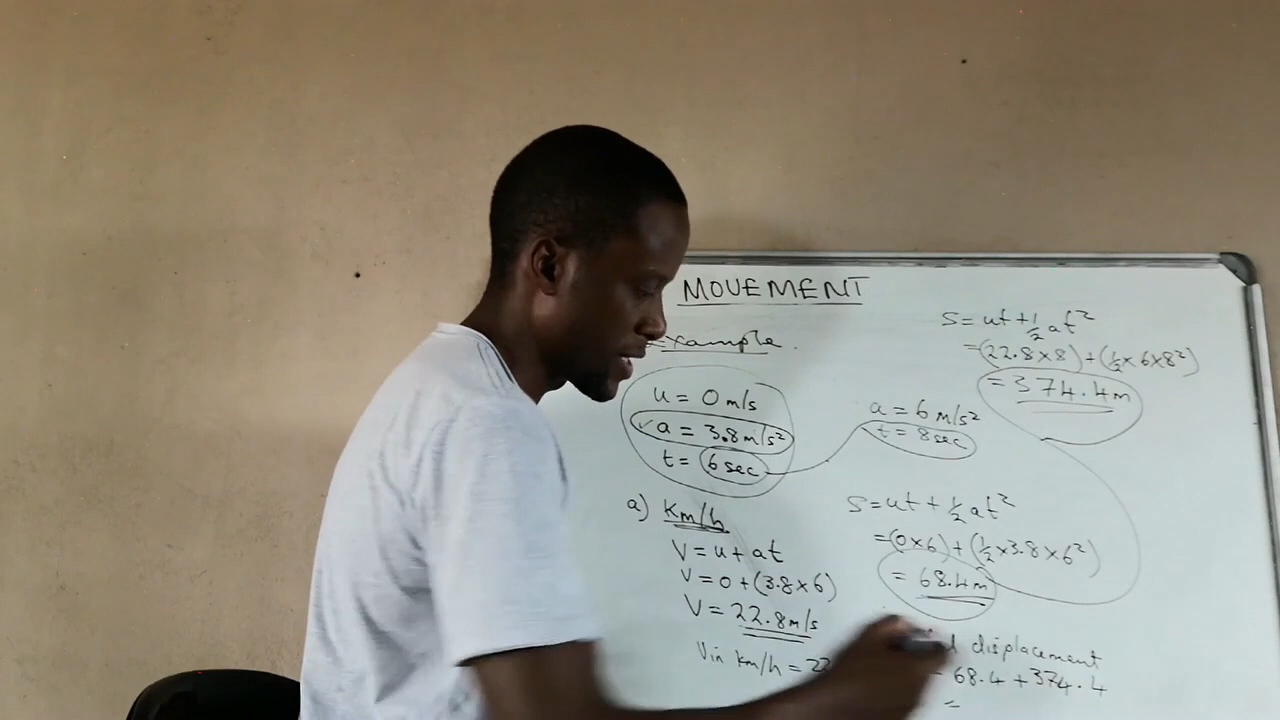 MOVEMENT
Example.
u = 0 m/s
✓ a = 3.8 m/s²
t = 6 sec
a) km/h
V = u + at
V = 0 + (3.8 × 6)
V = 22.8 m/s
V in km/h = 22
a = 6 m/s²
t = 8 sec
S = ut + ½at²
= (22.8 × 8) + (½ × 6 × 8²)
= 374.4m
S = ut + ½at²
= (0×6) + (½ × 3.8 × 6²)
= 68.4m
displacement
= 68.4 + 374.4
=